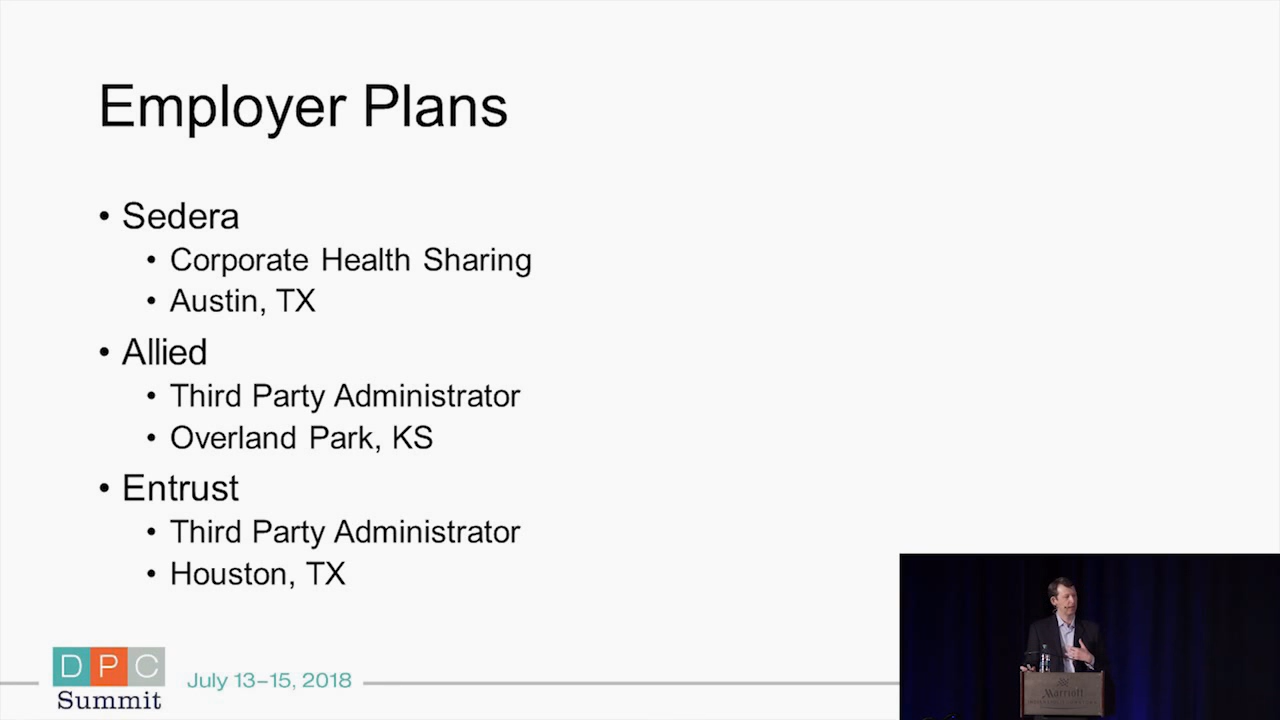 Employer Plans
• Sedera
• Corporate Health Sharing
• Austin, TX
• Allied
• Third Party Administrator
• Overland Park, KS
• Entrust
• Third Party Administrator
• Houston, TX
DPC
Summit
July 13–15, 2018
Marriott